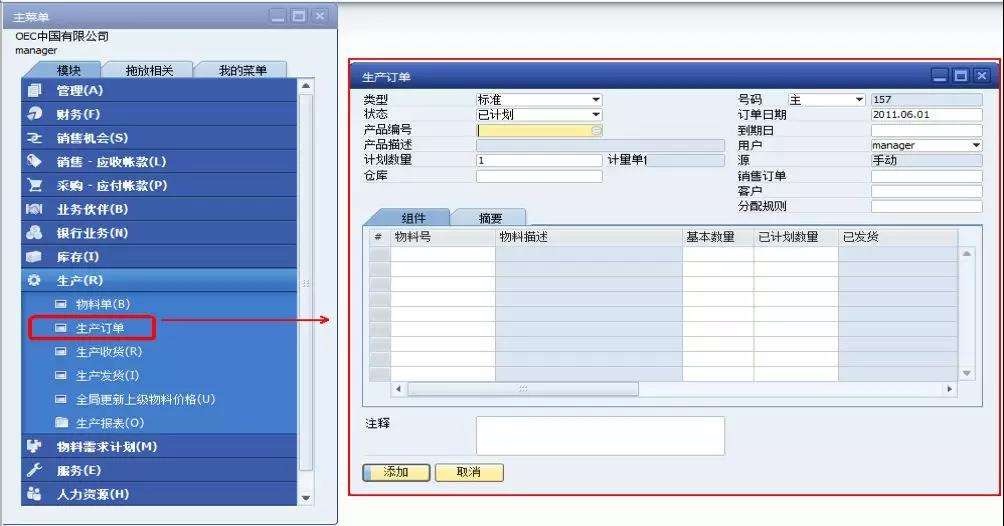 主菜单
OEC中国有限公司
manager
模块 拖放相关 我的菜单
管理(A)
财务(F)
销售机会(S)
销售 - 应收帐款(L)
采购 - 应付帐款(P)
业务伙伴(B)
银行业务(N)
库存(I)
生产(R)
物料单(B)
生产订单
生产收货(R)
生产发货(I)
全局更新上级物料价格(U)
生产报表(O)
物料需求计划(M)
服务(E)
人力资源(H)
生产订单
类型 标准 号码 主 157
状态 已计划 订单日期 2011.06.01
产品编号 到期日
产品描述 用户 manager
计划数量 1 计量单 源 手动
仓库 销售订单
客户
分配规则
组件 摘要
# 物料号 物料描述 基本数量 已计划数量 已发货
注释
添加 取消